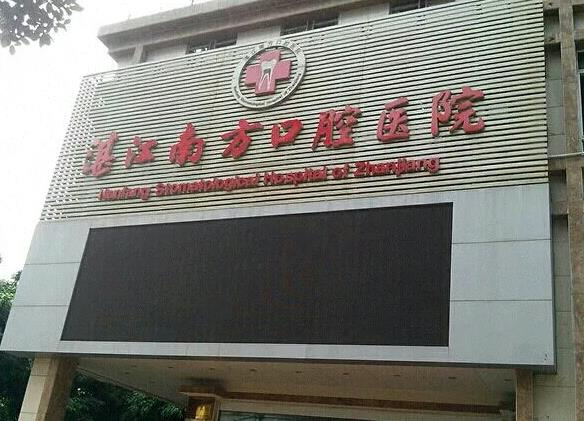 湛江南方口腔医院
Nanfang Stomatological Hospital of Zhanjiang